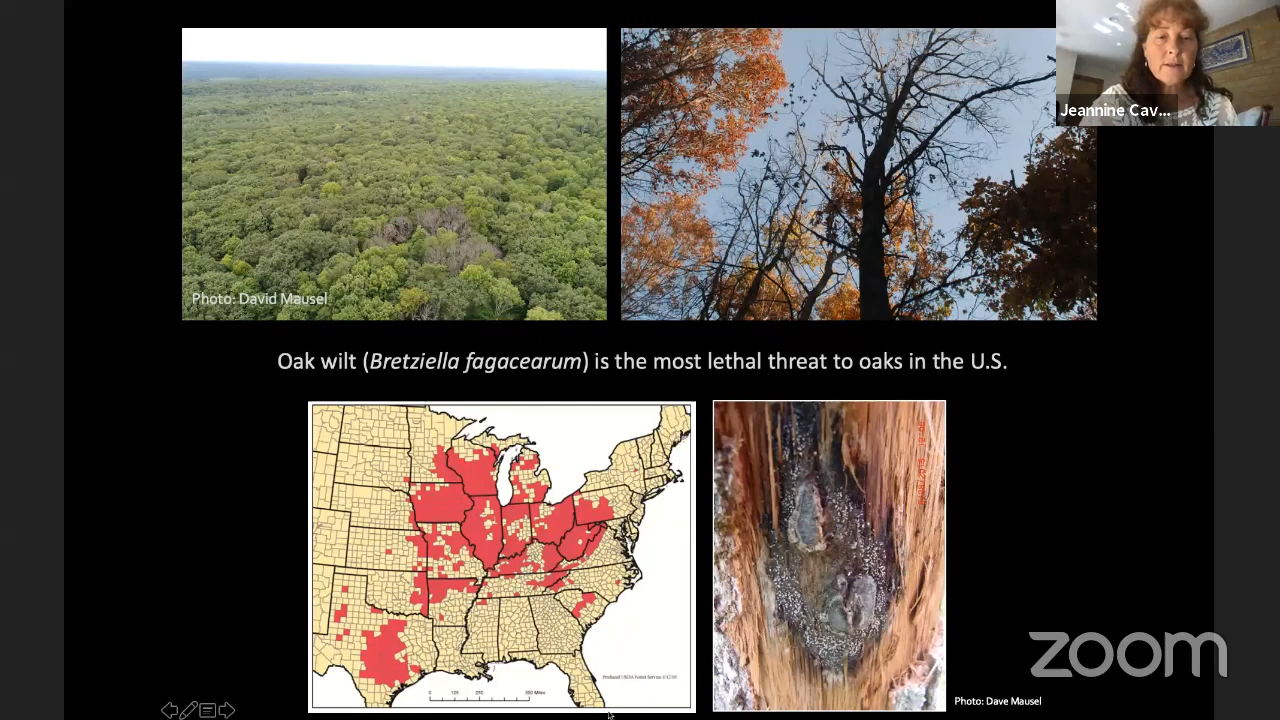 Jeannine Cav...
Photo: David Mausel
Oak wilt (Bretziella fagacearum) is the most lethal threat to oaks in the U.S.
zoom
Photo: Dave Mausel